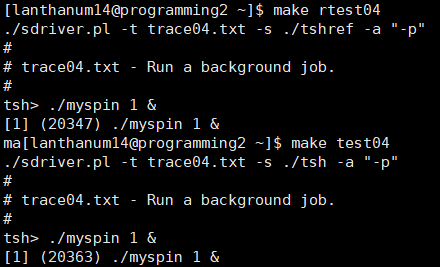 [lanthanum14@programming2 ~]$ make rtest04
./sdriver.pl -t trace04.txt -s ./tshref -a "-p"
#
# trace04.txt - Run a background job.
#
tsh> ./myspin 1 &
[1] (20347) ./myspin 1 &
ma[lanthanum14@programming2 ~]$ make test04
./sdriver.pl -t trace04.txt -s ./tsh -a "-p"
#
# trace04.txt - Run a background job.
#
tsh> ./myspin 1 &
[1] (20363) ./myspin 1 &